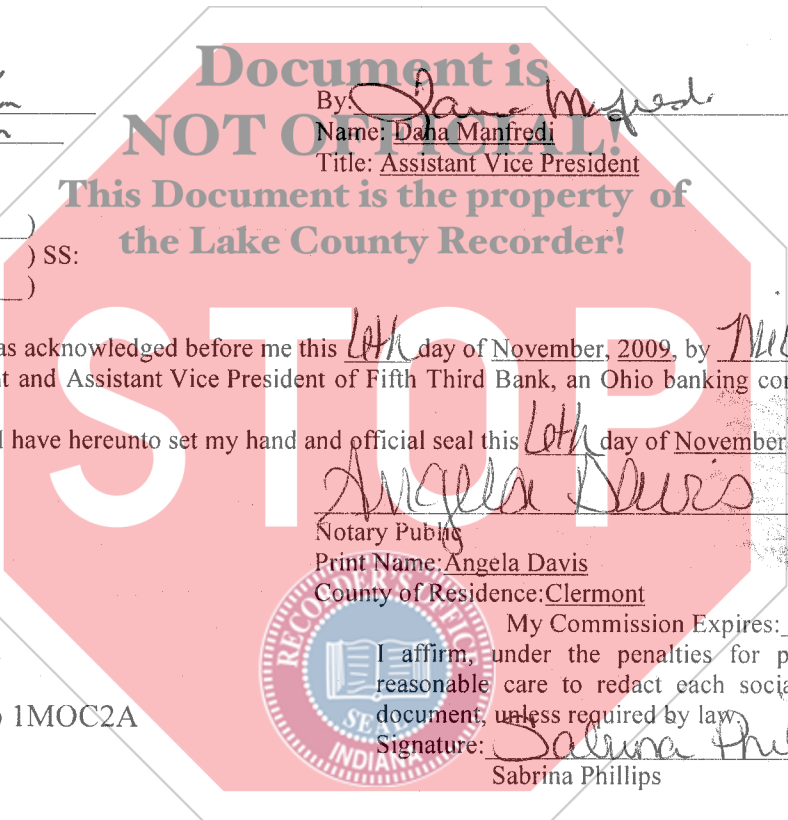 Document is
NOT OFFICIAL!
This Document is the property of
the Lake County Recorder!
STOP
By: Dana Manfredi
Name: Dana Manfredi
Title: Assistant Vice President
)
) SS:
)
as acknowledged before me this 6th day of November, 2009, by
t and Assistant Vice President of Fifth Third Bank, an Ohio banking cor
I have hereunto set my hand and official seal this 6th day of November
Angela Davis
Notary Public
Print Name: Angela Davis
County of Residence: Clermont
My Commission Expires:
I affirm, under the penalties for p
reasonable care to redact each socia
document, unless required by law.
Signature: Sabrina Phil
Sabrina Phillips
1MOC2A
RECORDER'S OFFICE
SEAL
INDIANA